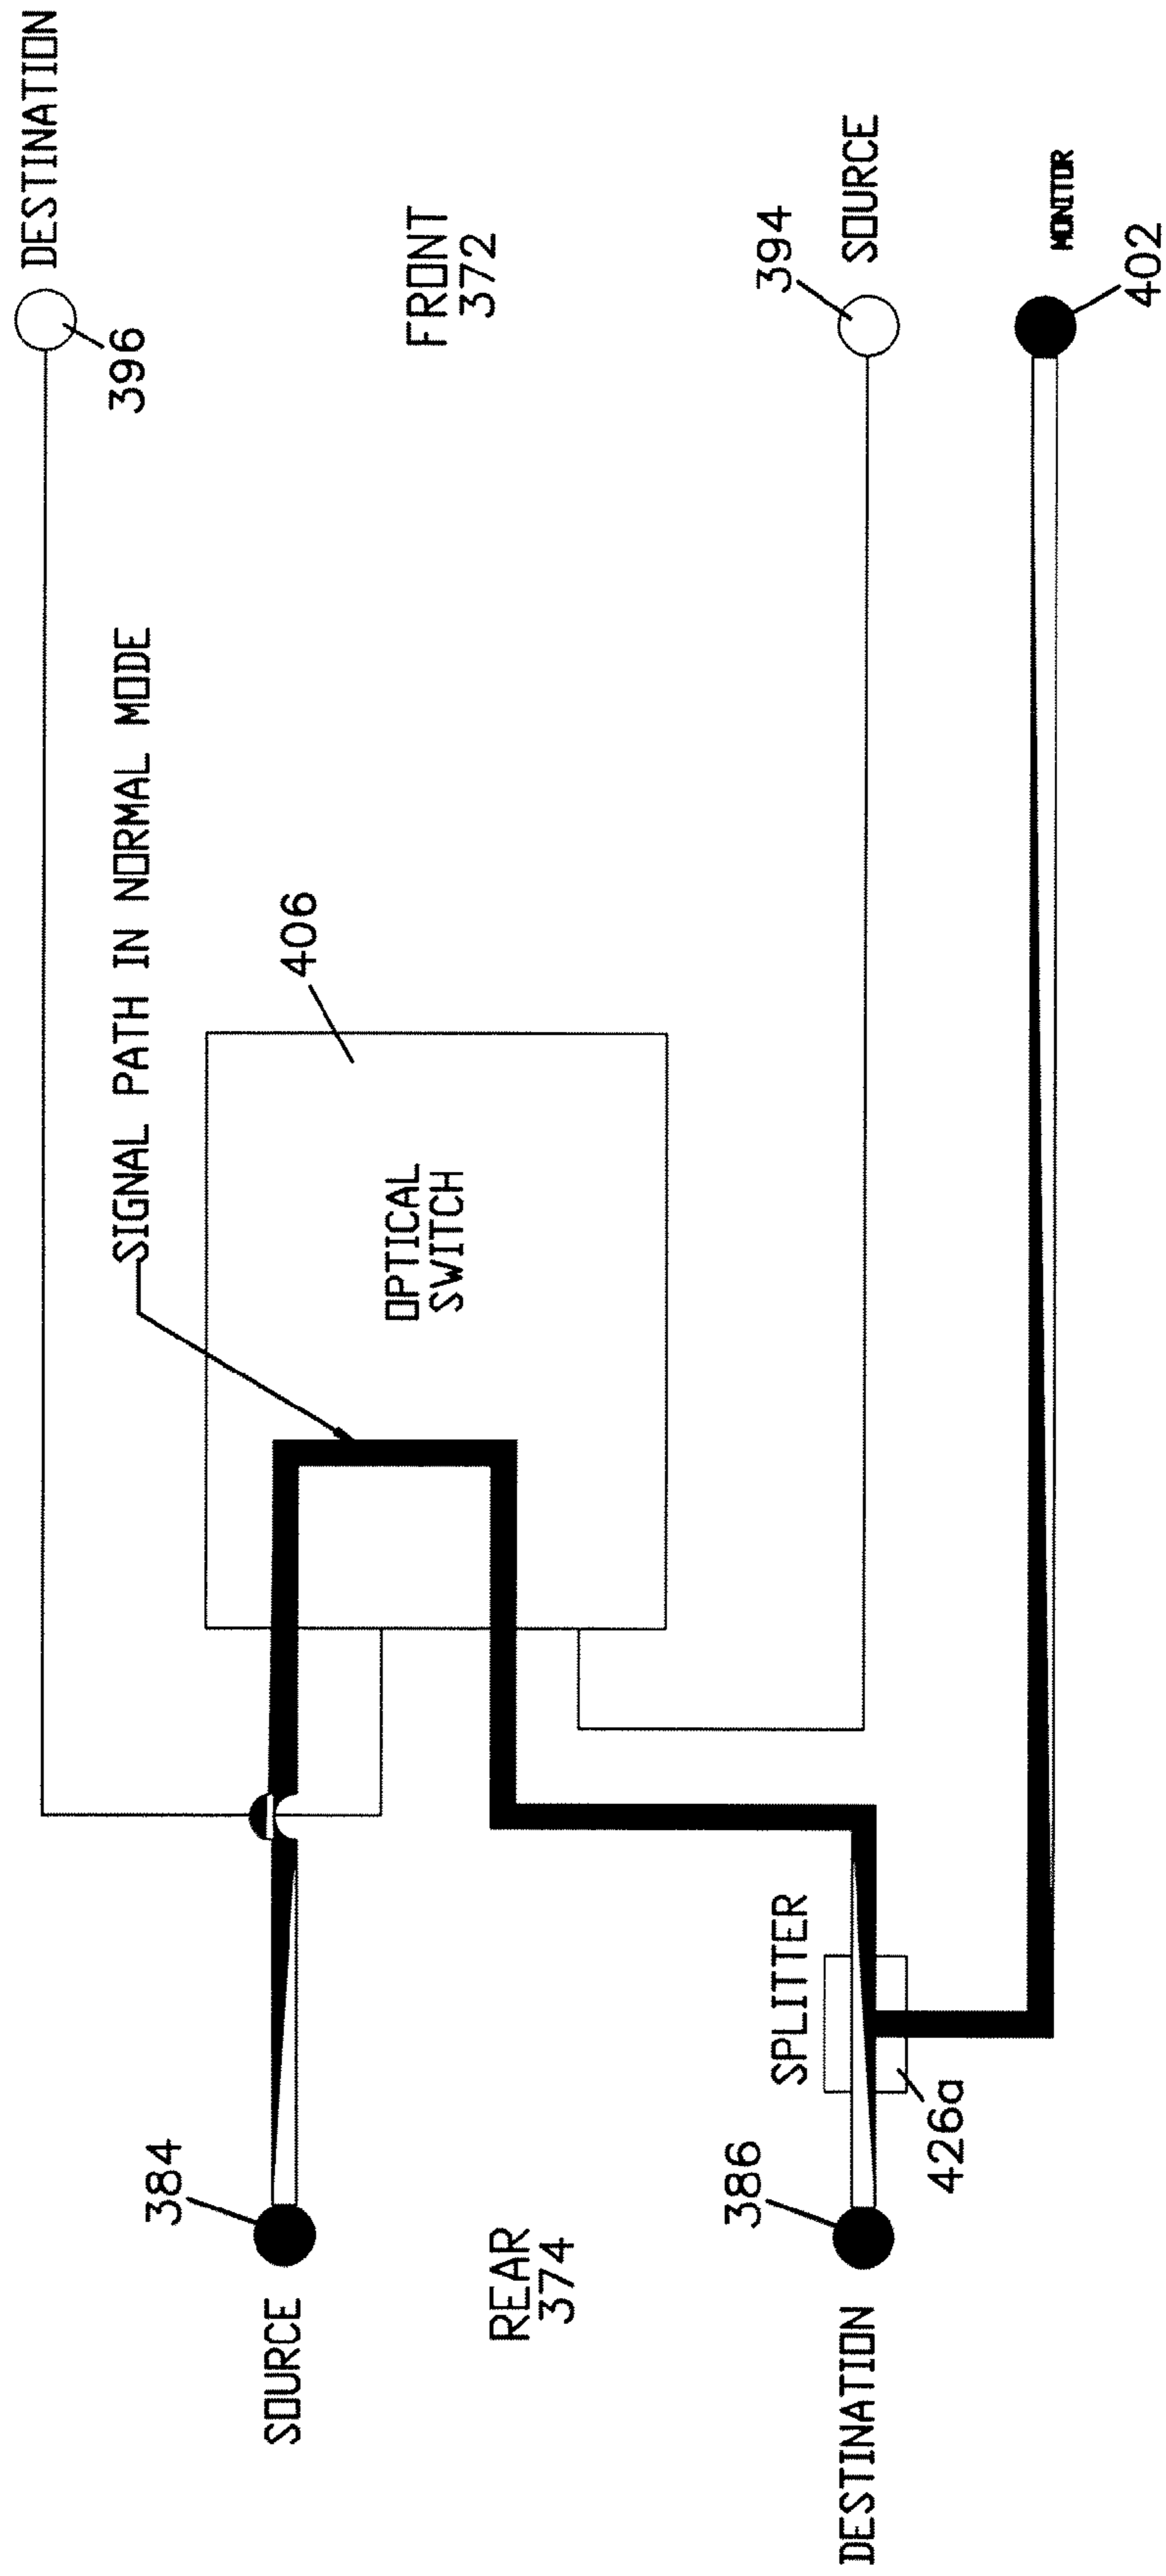 DESTINATION
396
SIGNAL PATH IN NORMAL MODE
384
SOURCE
406
OPTICAL
SWITCH
FRONT
372
REAR
374
394
SOURCE
SPLITTER
386
DESTINATION
426a
MONITOR
402